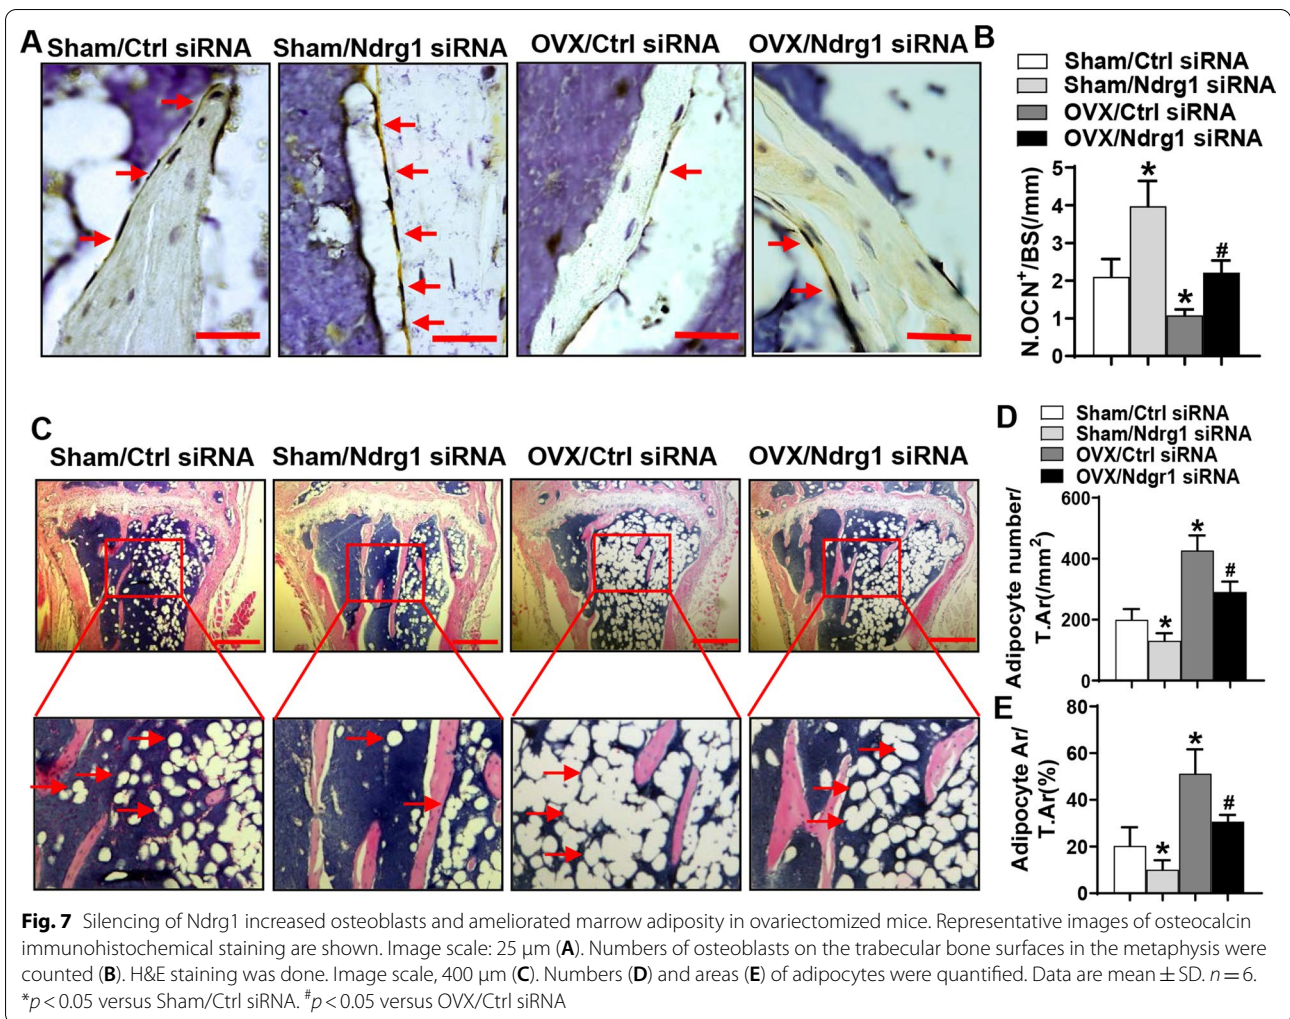 A
Sham/Ctrl siRNA Sham/Ndrg1 siRNA OVX/Ctrl siRNA OVX/Ndrg1 siRNA
B
Sham/Ctrl siRNA
Sham/Ndrg1 siRNA
OVX/Ctrl siRNA
OVX/Ndrg1 siRNA
N.OCN⁺/BS(/mm)
5
4
3
2
1
0
*
*
#
C
Sham/Ctrl siRNA Sham/Ndrg1 siRNA OVX/Ctrl siRNA OVX/Ndrg1 siRNA
D
Sham/Ctrl siRNA
Sham/Ndrg1 siRNA
OVX/Ctrl siRNA
OVX/Ndgr1 siRNA
Adipocyte number/
T.Ar(/mm²)
600
400
200
0
*
*
#
E
Adipocyte Ar/
T.Ar(%)
80
60
40
20
0
*
*
#
Fig. 7 Silencing of Ndrg1 increased osteoblasts and ameliorated marrow adiposity in ovariectomized mice. Representative images of osteocalcin
immunohistochemical staining are shown. Image scale: 25 µm (A). Numbers of osteoblasts on the trabecular bone surfaces in the metaphysis were
counted (B). H&E staining was done. Image scale, 400 µm (C). Numbers (D) and areas (E) of adipocytes were quantified. Data are mean ± SD. n = 6.
*p < 0.05 versus Sham/Ctrl siRNA. #p < 0.05 versus OVX/Ctrl siRNA